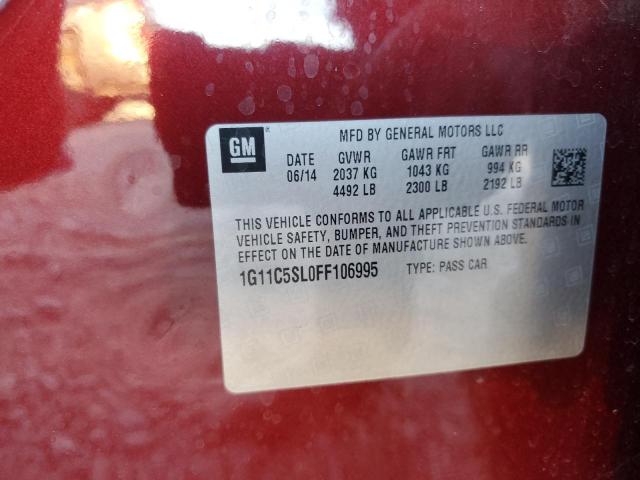 GM
MFD BY GENERAL MOTORS LLC
DATE GVWR GAWR FRT GAWR RR
06/14 2037 KG 1043 KG 994 KG
4492 LB 2300 LB 2192 LB
THIS VEHICLE CONFORMS TO ALL APPLICABLE U.S. FEDERAL MOTOR
VEHICLE SAFETY, BUMPER, AND THEFT PREVENTION STANDARDS IN
EFFECT ON THE DATE OF MANUFACTURE SHOWN ABOVE.
1G11C5SL0FF106995 TYPE: PASS CAR